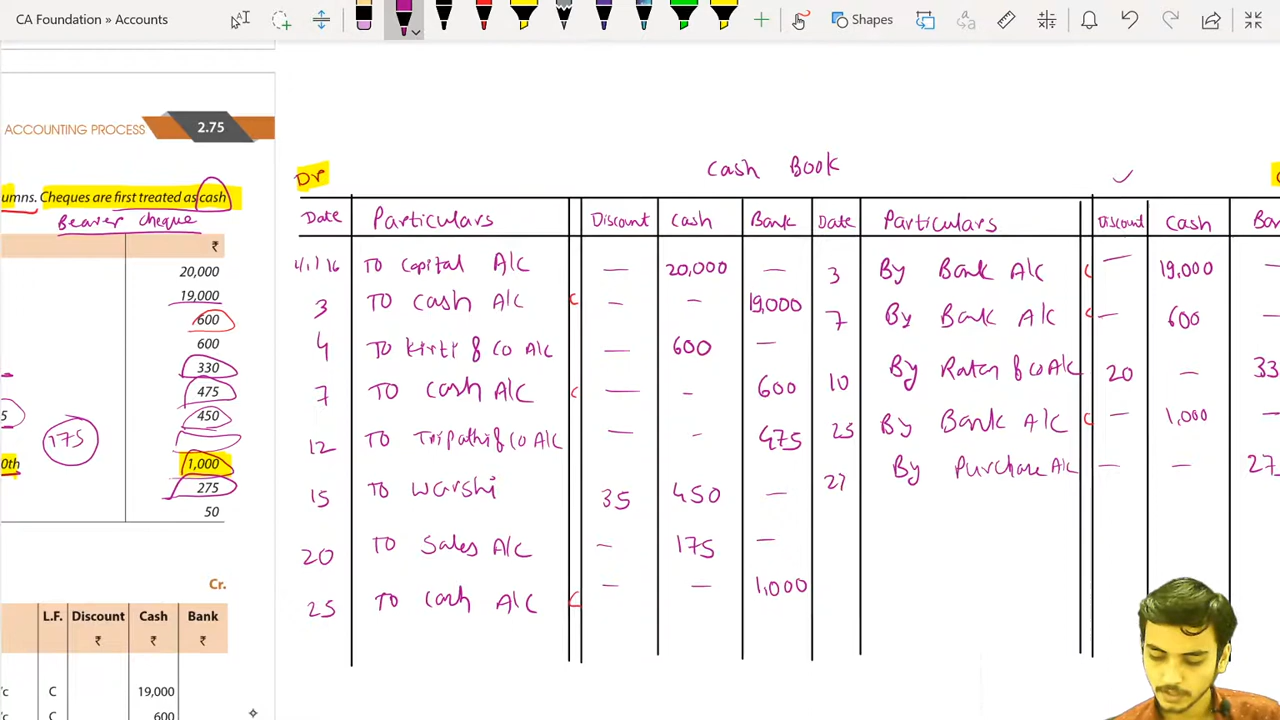 CA Foundation » Accounts
Shapes
ACCOUNTING PROCESS 2.75
umns. Cheques are first treated as cash
Bearer cheque
₹
20,000
19,000
600
600
330
475
5 450
175
0th 1,000
275
50
Cr.
L.F. Discount Cash Bank
₹ ₹ ₹
'c C 19,000
'c C 600
Cash Book
Dr
Date Particulars Discount Cash Bank Date Particulars Discount Cash Ban
4/1/16 To Capital A/c — 20,000 — 3 By Bank A/c C — 19,000 —
3 To Cash A/c C — - 19,000 7 By Bank A/c C — 600 —
4 To Kirti & Co A/c — 600 — 10 By Raten & Co A/c 20 — 33
7 To Cash A/c C — - 600 25 By Bank A/c C — 1,000 —
12 To Tripathi & Co A/c — - 475 27 By Purchase A/c — — 27
15 To Warshi 35 450 —
20 To Sales A/c — 175 —
25 To Cash A/c C — — 1,000